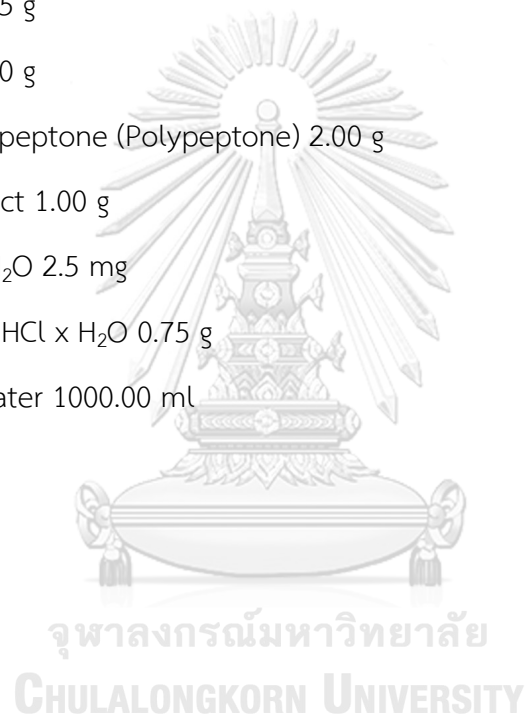 5 g
0 g
peptone (Polypeptone) 2.00 g
ct 1.00 g
₂O 2.5 mg
HCl x H₂O 0.75 g
ater 1000.00 ml
จุฬาลงกรณ์มหาวิทยาลัย
CHULALONGKORN UNIVERSITY